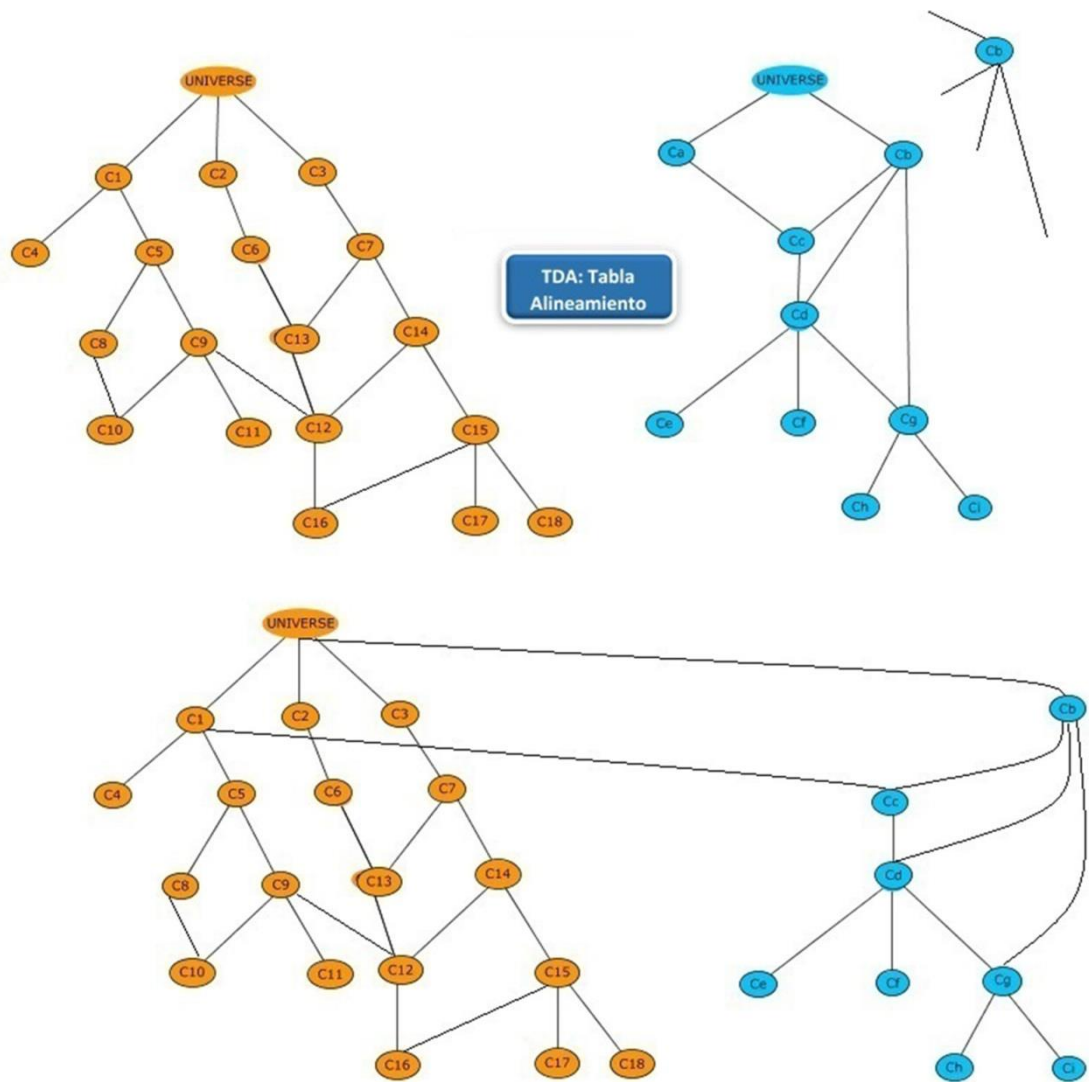 Cb
UNIVERSE
UNIVERSE
C1
C2
C3
Ca
Cb
C4
C5
C6
C7
Cc
TDA: Tabla
Alineamiento
C8
C9
C13
C14
Cd
C10
C11
C12
C15
Ce
Cf
Cg
C16
C17
C18
Ch
Ci
UNIVERSE
C1
C2
C3
Cb
C4
C5
C6
C7
Cc
C8
C9
C13
C14
Cd
C10
C11
C12
C15
Ce
Cf
Cg
C16
C17
C18
Ch
Ci